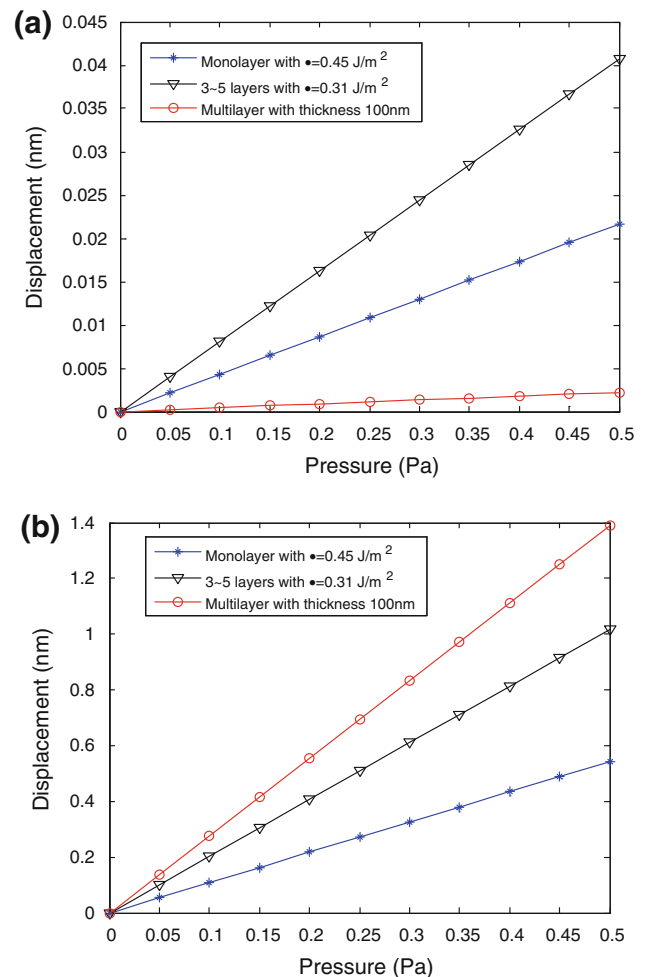 (a)
0.045
0.04
0.035
0.03
0.025
0.02
0.015
0.01
0.005
0
Displacement (nm)
Monolayer with •=0.45 J/m 2
3~5 layers with •=0.31 J/m 2
Multilayer with thickness 100nm
0 0.05 0.1 0.15 0.2 0.25 0.3 0.35 0.4 0.45 0.5
Pressure (Pa)
(b)
1.4
1.2
1
0.8
0.6
0.4
0.2
0
Displacement (nm)
Monolayer with •=0.45 J/m 2
3~5 layers with •=0.31 J/m 2
Multilayer with thickness 100nm
0 0.05 0.1 0.15 0.2 0.25 0.3 0.35 0.4 0.45 0.5
Pressure (Pa)